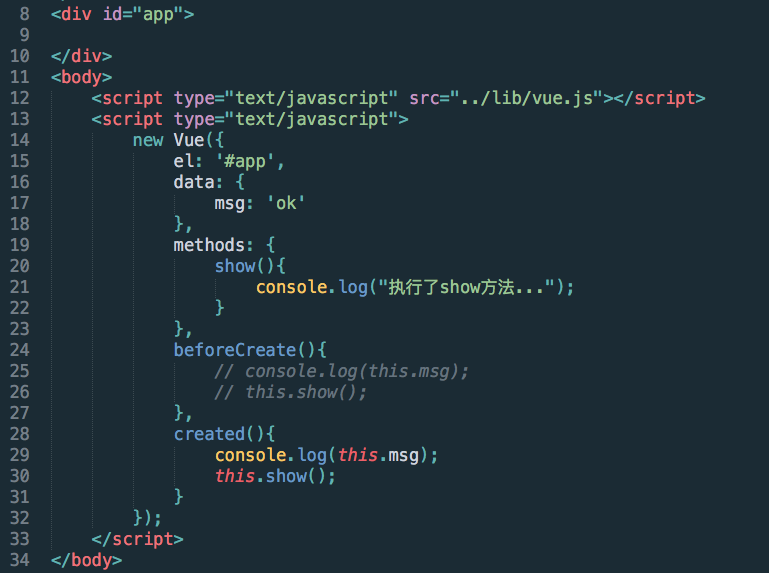 8 <div id="app">
9
10 </div>
11 <body>
12     <script type="text/javascript" src="../lib/vue.js"></script>
13     <script type="text/javascript">
14         new Vue({
15             el: '#app',
16             data: {
17                 msg: 'ok'
18             },
19             methods: {
20                 show(){
21                     console.log("执行了show方法...");
22                 }
23             },
24             beforeCreate(){
25                 // console.log(this.msg);
26                 // this.show();
27             },
28             created(){
29                 console.log(this.msg);
30                 this.show();
31             }
32         });
33     </script>
34 </body>